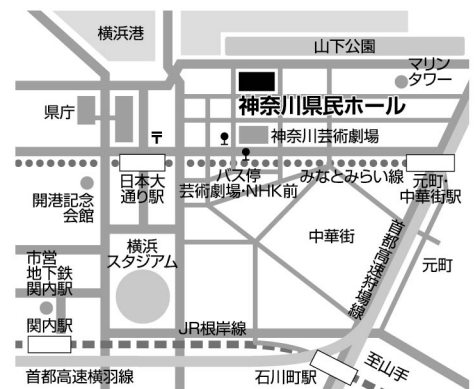 横浜港
山下公園
マリン
タワー
神奈川県民ホール
県庁
〒
神奈川芸術劇場
日本大
通り駅
バス停
芸術劇場・NHK前
みなとみらい線
元町・
中華街駅
開港記念
会館
横浜
スタジアム
中華街
首都高速狩場線
元町
市営
地下鉄
関内駅
関内駅
JR根岸線
首都高速横羽線
石川町駅
至山手